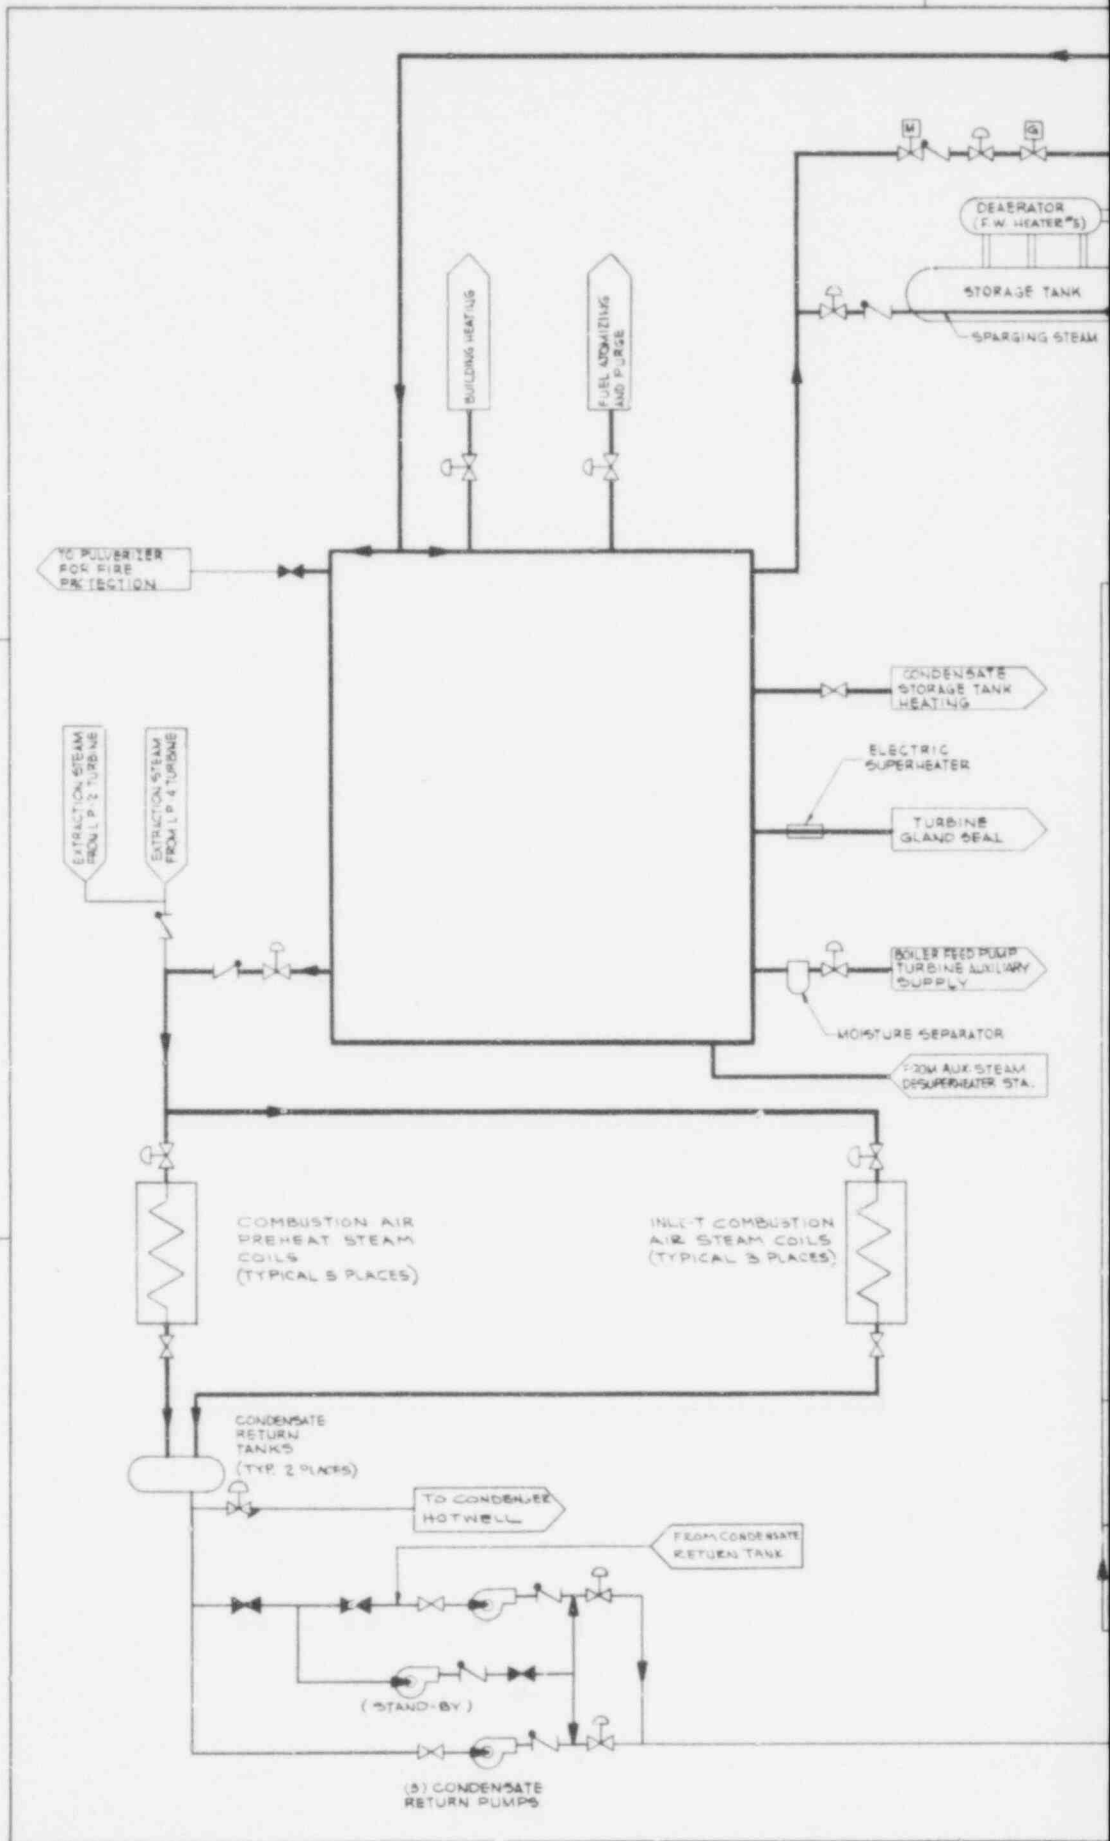 M
G
DEAERATOR
(F.W. HEATER #5)
STORAGE TANK
SPARGING STEAM
BUILDING HEATING
FUEL ATOMIZING
AND PURGE
TO PULVERIZER
FOR FIRE
PROTECTION
CONDENSATE
STORAGE TANK
HEATING
ELECTRIC
SUPERHEATER
TURBINE
GLAND SEAL
EXTRACTION STEAM
FROM L.P.-2 TURBINE
EXTRACTION STEAM
FROM L.P.-4 TURBINE
BOILER FEED PUMP
TURBINE AUXILIARY
SUPPLY
MOISTURE SEPARATOR
FROM AUX. STEAM
DESUPERHEATER STA.
COMBUSTION AIR
PREHEAT STEAM
COILS
(TYPICAL 5 PLACES)
INLET COMBUSTION
AIR STEAM COILS
(TYPICAL 3 PLACES)
CONDENSATE
RETURN
TANKS
(TYP. 2 PLACES)
TO CONDENSER
HOTWELL
FROM CONDENSATE
RETURN TANK
(STAND-BY)
(3) CONDENSATE
RETURN PUMPS